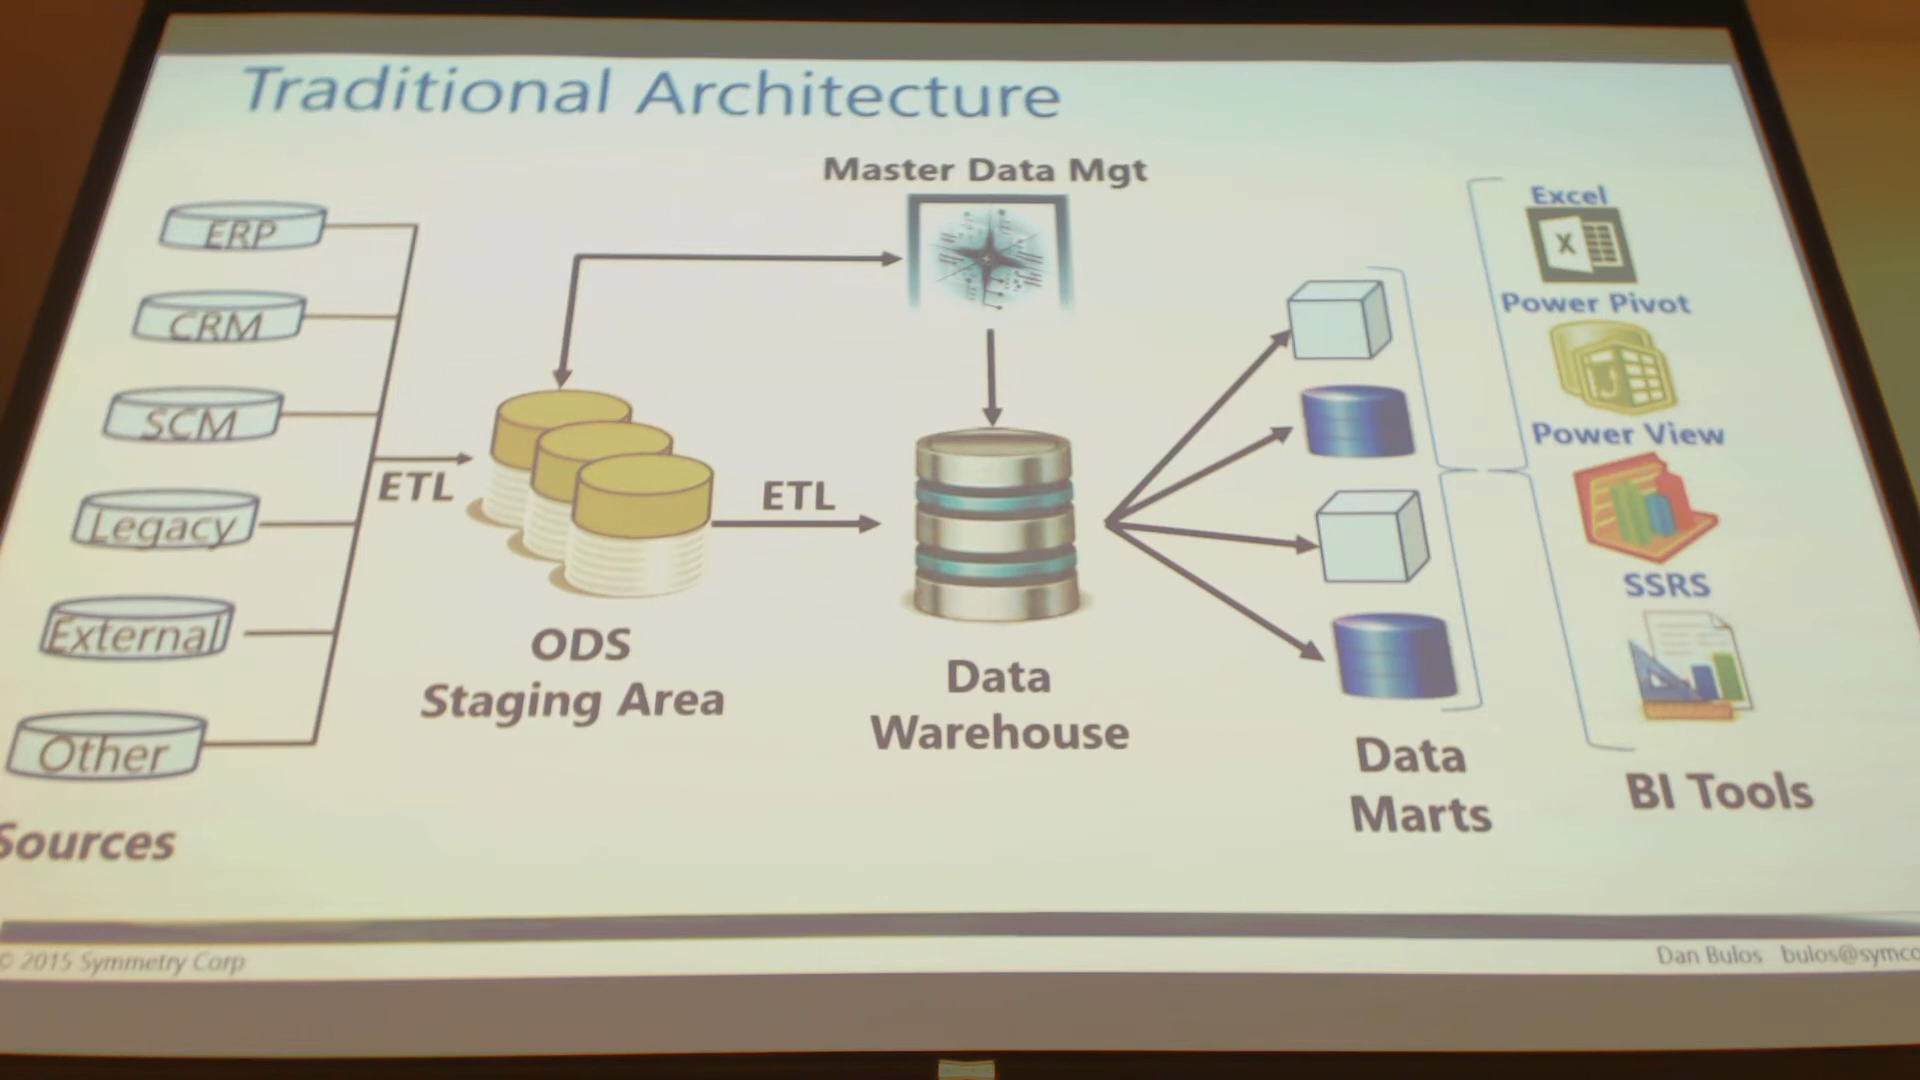 Traditional Architecture
Master Data Mgt
ERP
CRM
SCM
Legacy
External
Other
Sources
ETL
ODS
Staging Area
ETL
Data
Warehouse
Data
Marts
Excel
X
Power Pivot
Power View
SSRS
BI Tools
© 2015 Symmetry Corp
Dan Bulos bulos@symco